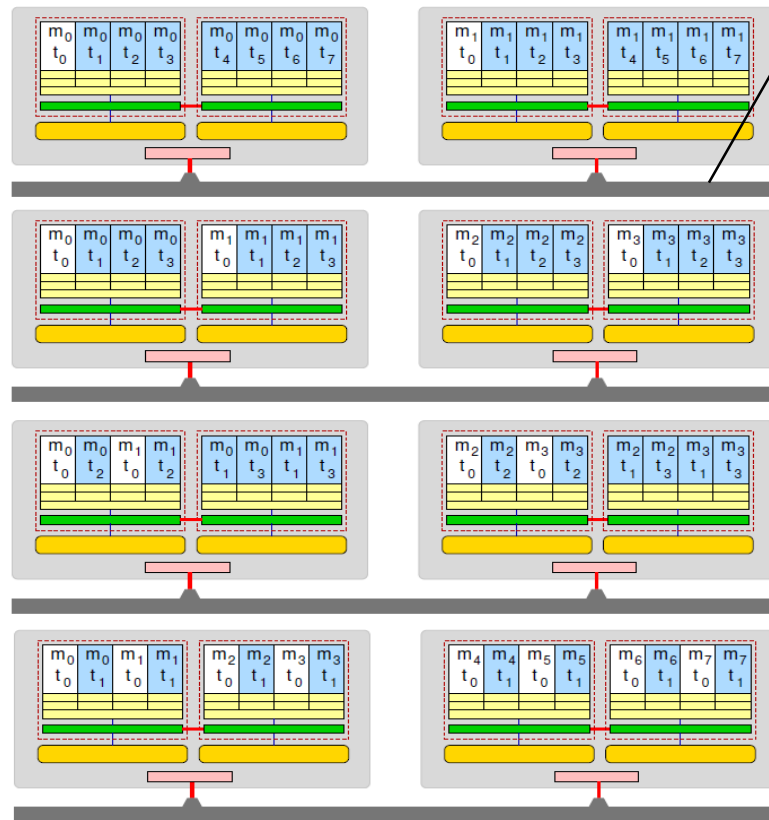 m₀ m₀ m₀ m₀ m₀ m₀ m₀ m₀ m₁ m₁ m₁ m₁ m₁ m₁ m₁ m₁
t₀ t₁ t₂ t₃ t₄ t₅ t₆ t₇ t₀ t₁ t₂ t₃ t₄ t₅ t₆ t₇
m₀ m₀ m₀ m₀ m₁ m₁ m₁ m₁ m₂ m₂ m₂ m₂ m₃ m₃ m₃ m₃
t₀ t₁ t₂ t₃ t₀ t₁ t₂ t₃ t₀ t₁ t₂ t₃ t₀ t₁ t₂ t₃
m₀ m₀ m₁ m₁ m₀ m₀ m₁ m₁ m₂ m₂ m₃ m₃ m₂ m₂ m₃ m₃
t₀ t₂ t₀ t₂ t₁ t₃ t₁ t₃ t₀ t₂ t₀ t₂ t₁ t₃ t₁ t₃
m₀ m₀ m₁ m₁ m₂ m₂ m₃ m₃ m₄ m₄ m₅ m₅ m₆ m₆ m₇ m₇
t₀ t₁ t₀ t₁ t₀ t₁ t₀ t₁ t₀ t₁ t₀ t₁ t₀ t₁ t₀ t₁